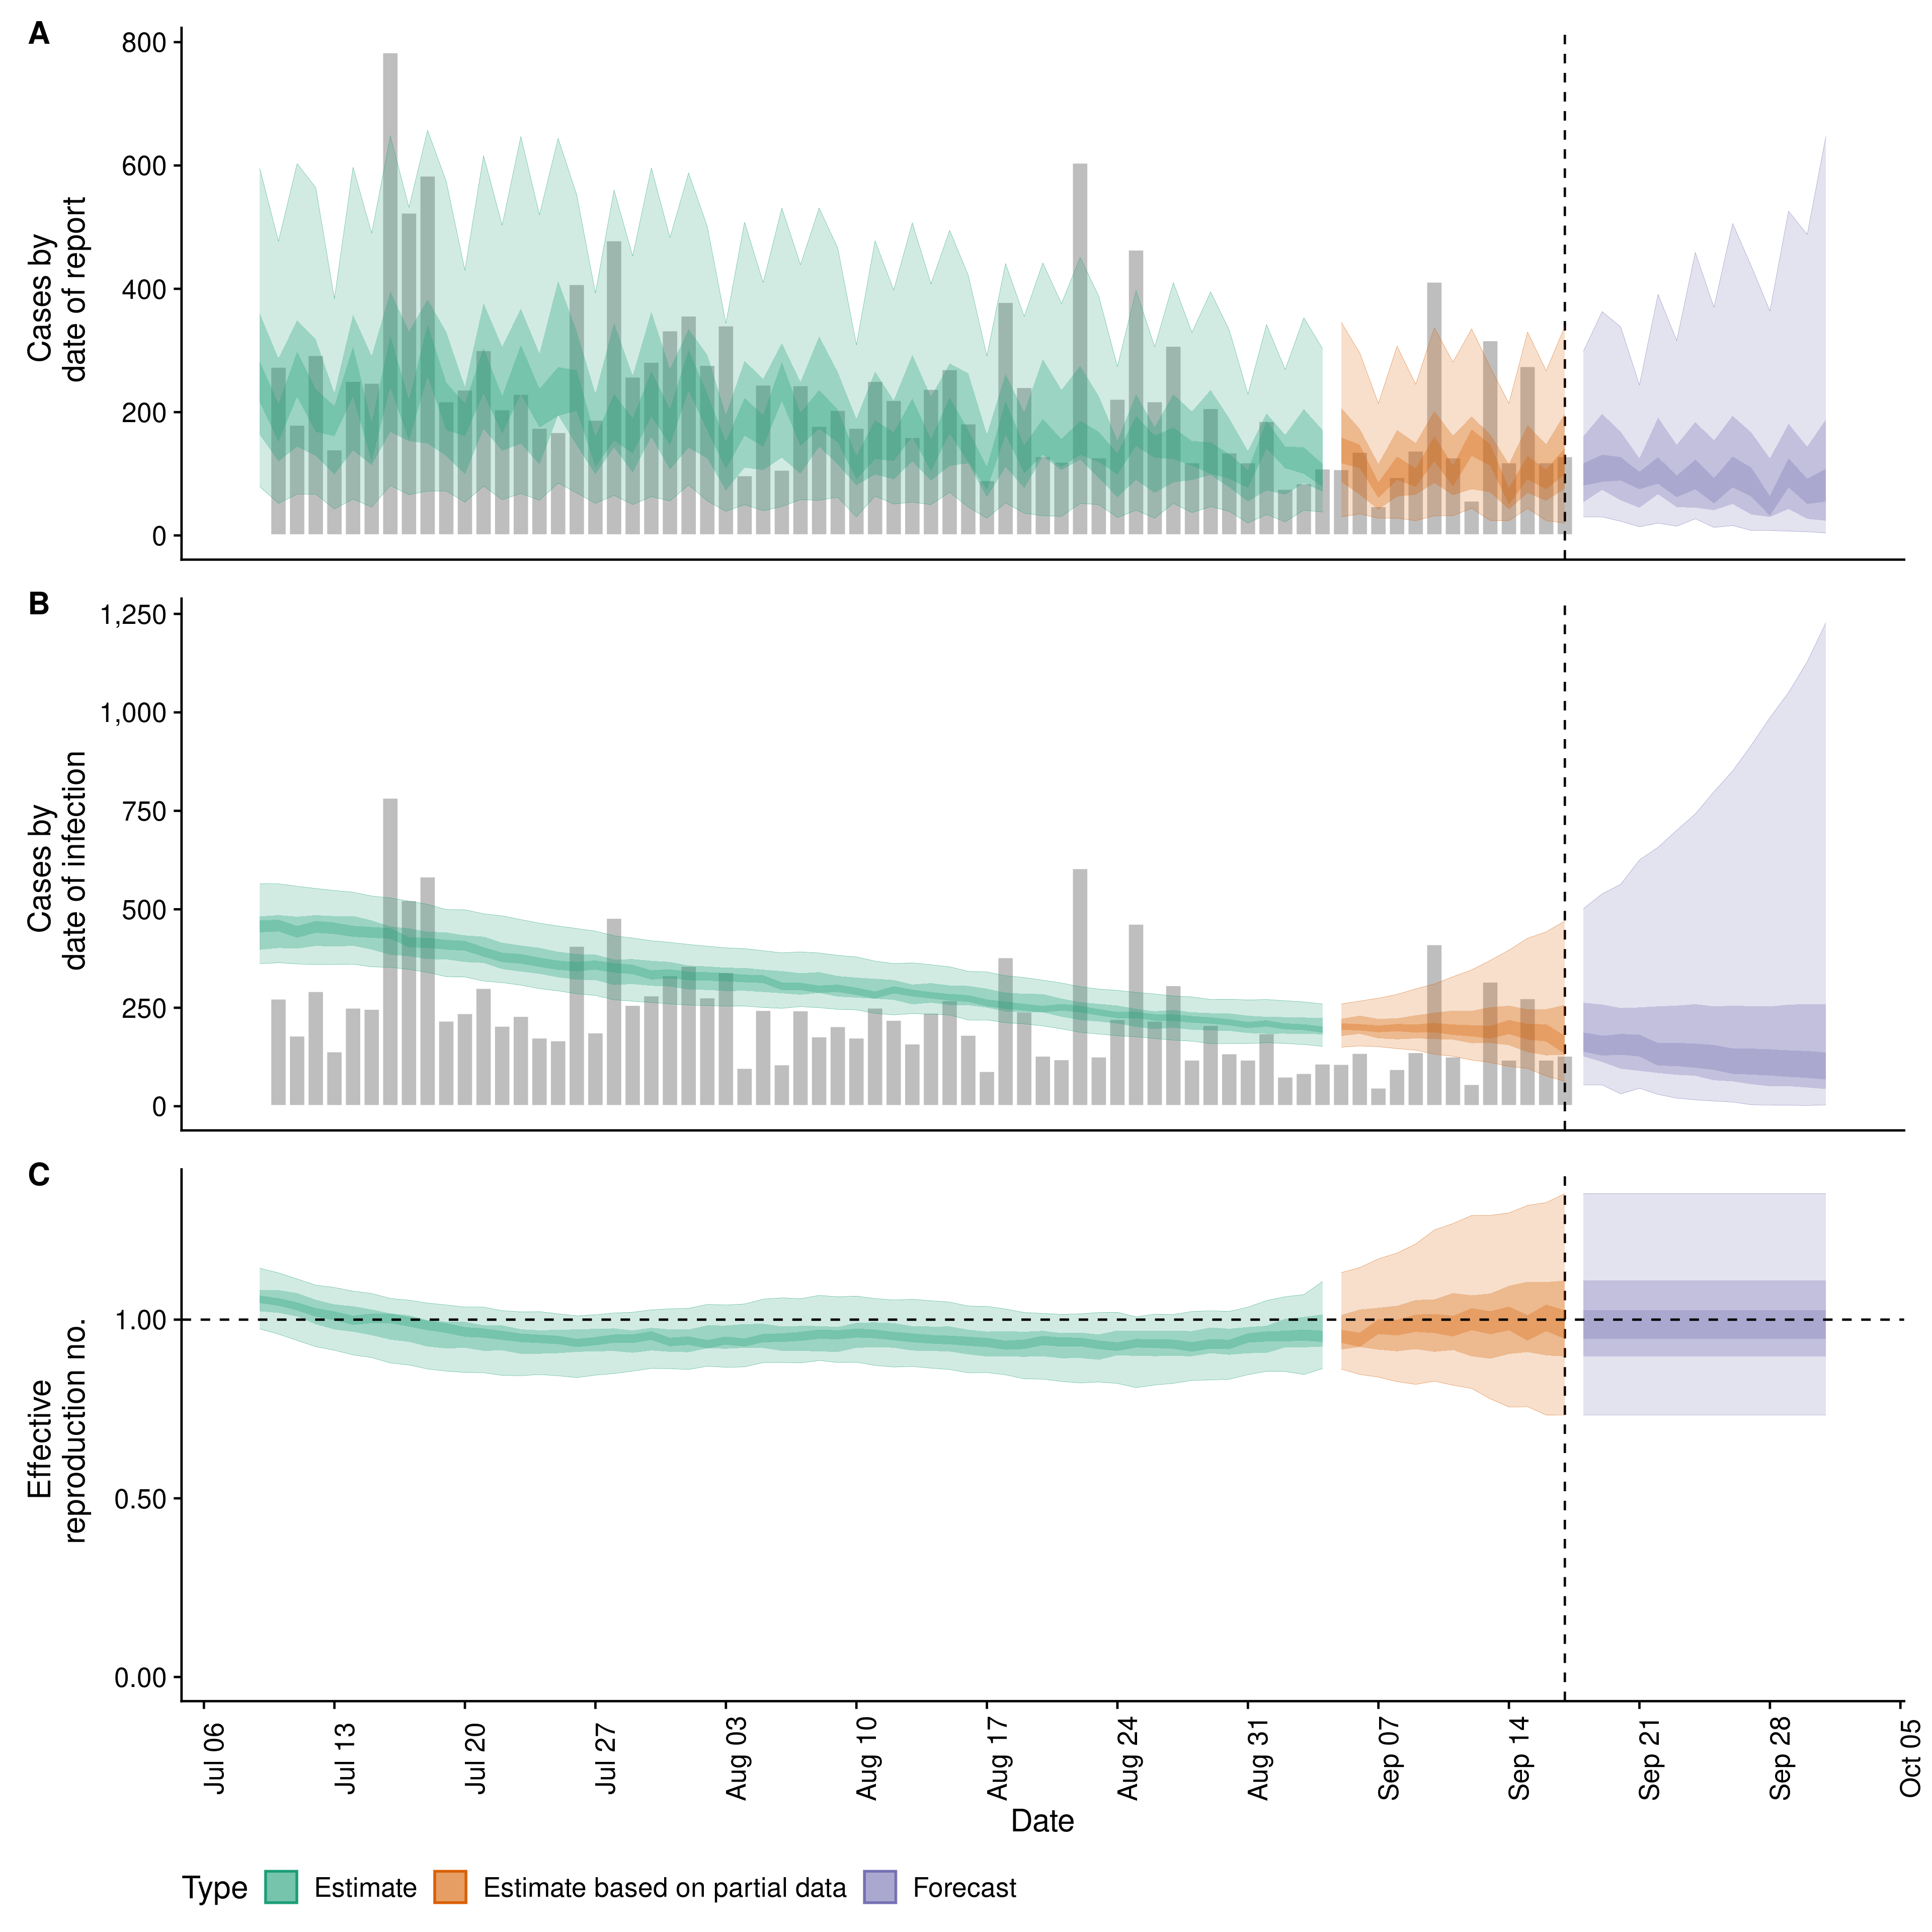 A
Cases by
date of report
800
600
400
200
0
B
Cases by
date of infection
1,250
1,000
750
500
250
0
C
Effective
reproduction no.
1.00
0.50
0.00
Jul 06
Jul 13
Jul 20
Jul 27
Aug 03
Aug 10
Aug 17
Aug 24
Aug 31
Sep 07
Sep 14
Sep 21
Sep 28
Oct 05
Date
Type Estimate Estimate based on partial data Forecast